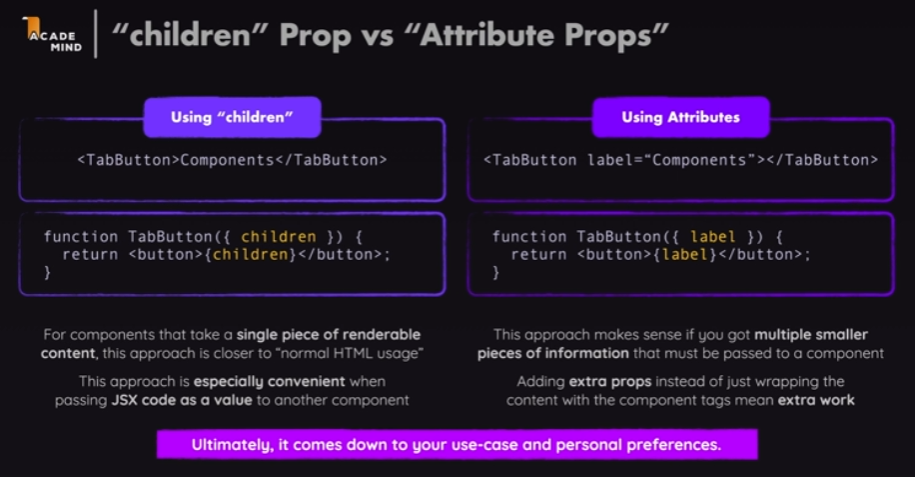 ACADE
MIND
“children” Prop vs “Attribute Props”
Using “children”
<TabButton>Components</TabButton>
function TabButton({ children }) {
  return <button>{children}</button>;
}
For components that take a single piece of renderable
content, this approach is closer to “normal HTML usage”
This approach is especially convenient when
passing JSX code as a value to another component
Using Attributes
<TabButton label="Components"></TabButton>
function TabButton({ label }) {
  return <button>{label}</button>;
}
This approach makes sense if you got multiple smaller
pieces of information that must be passed to a component
Adding extra props instead of just wrapping the
content with the component tags mean extra work
Ultimately, it comes down to your use-case and personal preferences.